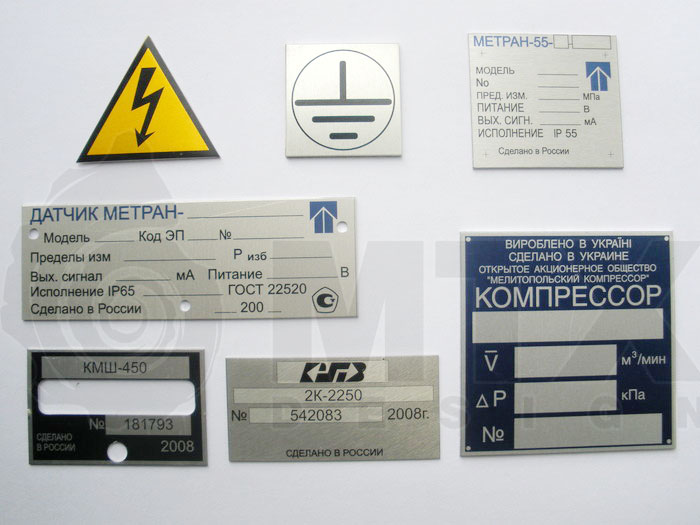 МЕТРАН-55-
МОДЕЛЬ
No
ПРЕД. ИЗМ. МПа
ПИТАНИЕ В
ВЫХ. СИГН. мА
ИСПОЛНЕНИЕ IP 55
Сделано в России
ДАТЧИК МЕТРАН-
Модель Код ЭП №
Пределы изм Р изб
Вых. сигнал мА Питание В
Исполнение IP65 ГОСТ 22520
Сделано в России 200
ВИРОБЛЕНО В УКРАЇНІ
СДЕЛАНО В УКРАИНЕ
ОТКРЫТОЕ АКЦИОНЕРНОЕ ОБЩЕСТВО
"МЕЛИТОПОЛЬСКИЙ КОМПРЕССОР"
КОМПРЕССОР
V̅ м³/мин
Δ P кПа
№
КМШ-450
№ 181793
СДЕЛАНО
В РОССИИ 2008
2К-2250
№ 542083 2008г.
СДЕЛАНО В РОССИИ
MTX
DESIGN